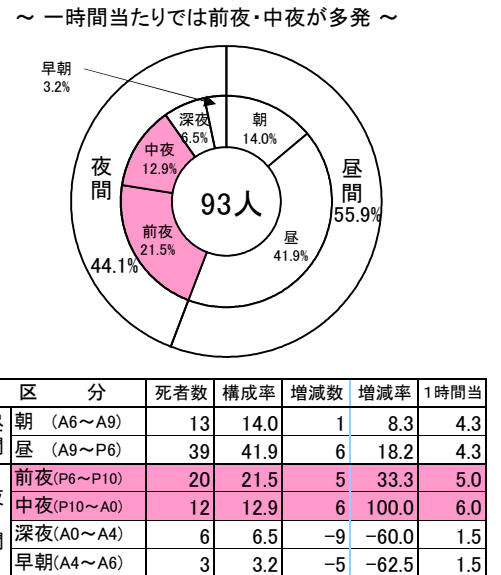 ～ 一時間当たりでは前夜・中夜が多発 ～
早朝
3.2%
深夜
6.5%
朝
14.0%
中夜
12.9%
夜間
昼間
55.9%
93人
前夜
21.5%
昼
41.9%
44.1%
区 分 死者数 構成率 増減数 増減率 1時間当
朝 (A6～A9) 13 14.0 1 8.3 4.3
間 昼 (A9～P6) 39 41.9 6 18.2 4.3
前夜(P6～P10) 20 21.5 5 33.3 5.0
中夜(P10～A0) 12 12.9 6 100.0 6.0
深夜(A0～A4) 6 6.5 -9 -60.0 1.5
早朝(A4～A6) 3 3.2 -5 -62.5 1.5